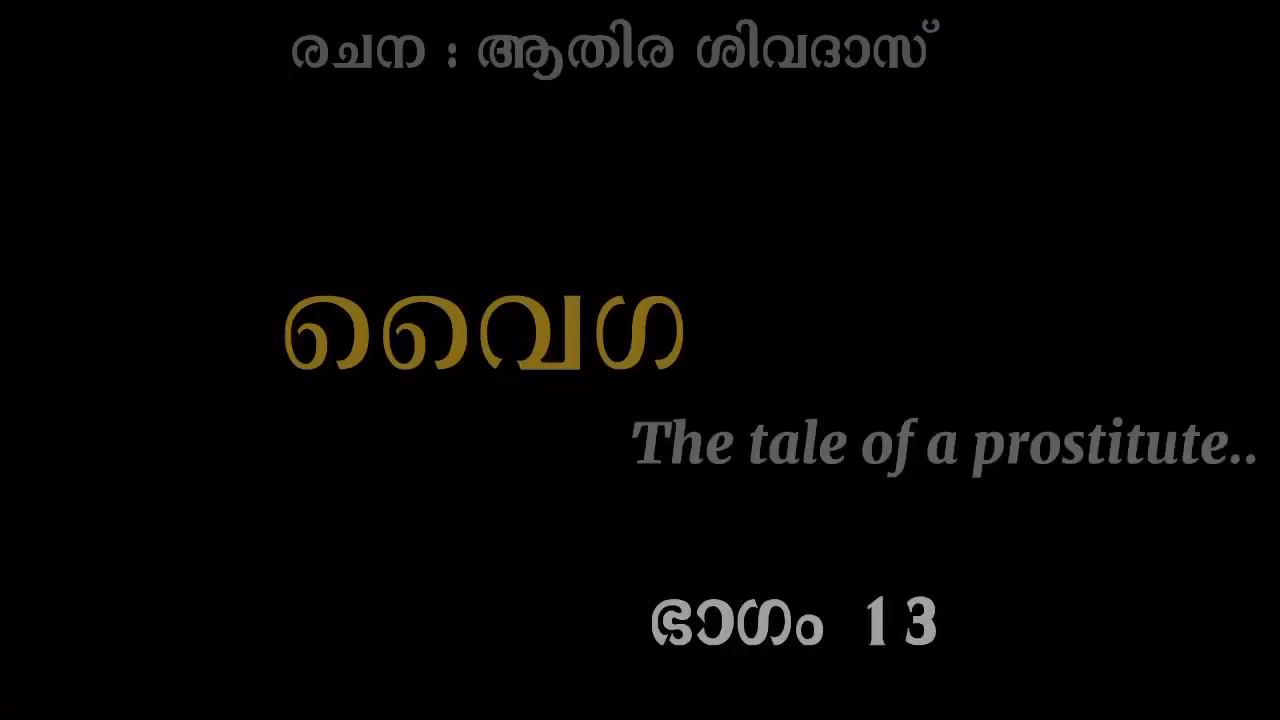 രചന : ആതിര ശിവദാസ്
വൈഗ
The tale of a prostitute..
ഭാഗം 13